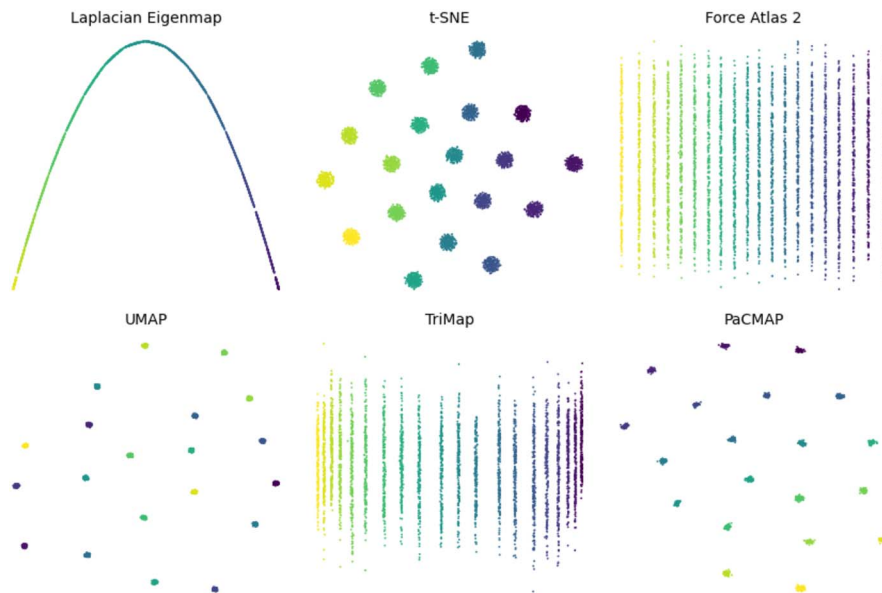 Laplacian Eigenmap
t-SNE
Force Atlas 2
UMAP
TriMap
PaCMAP